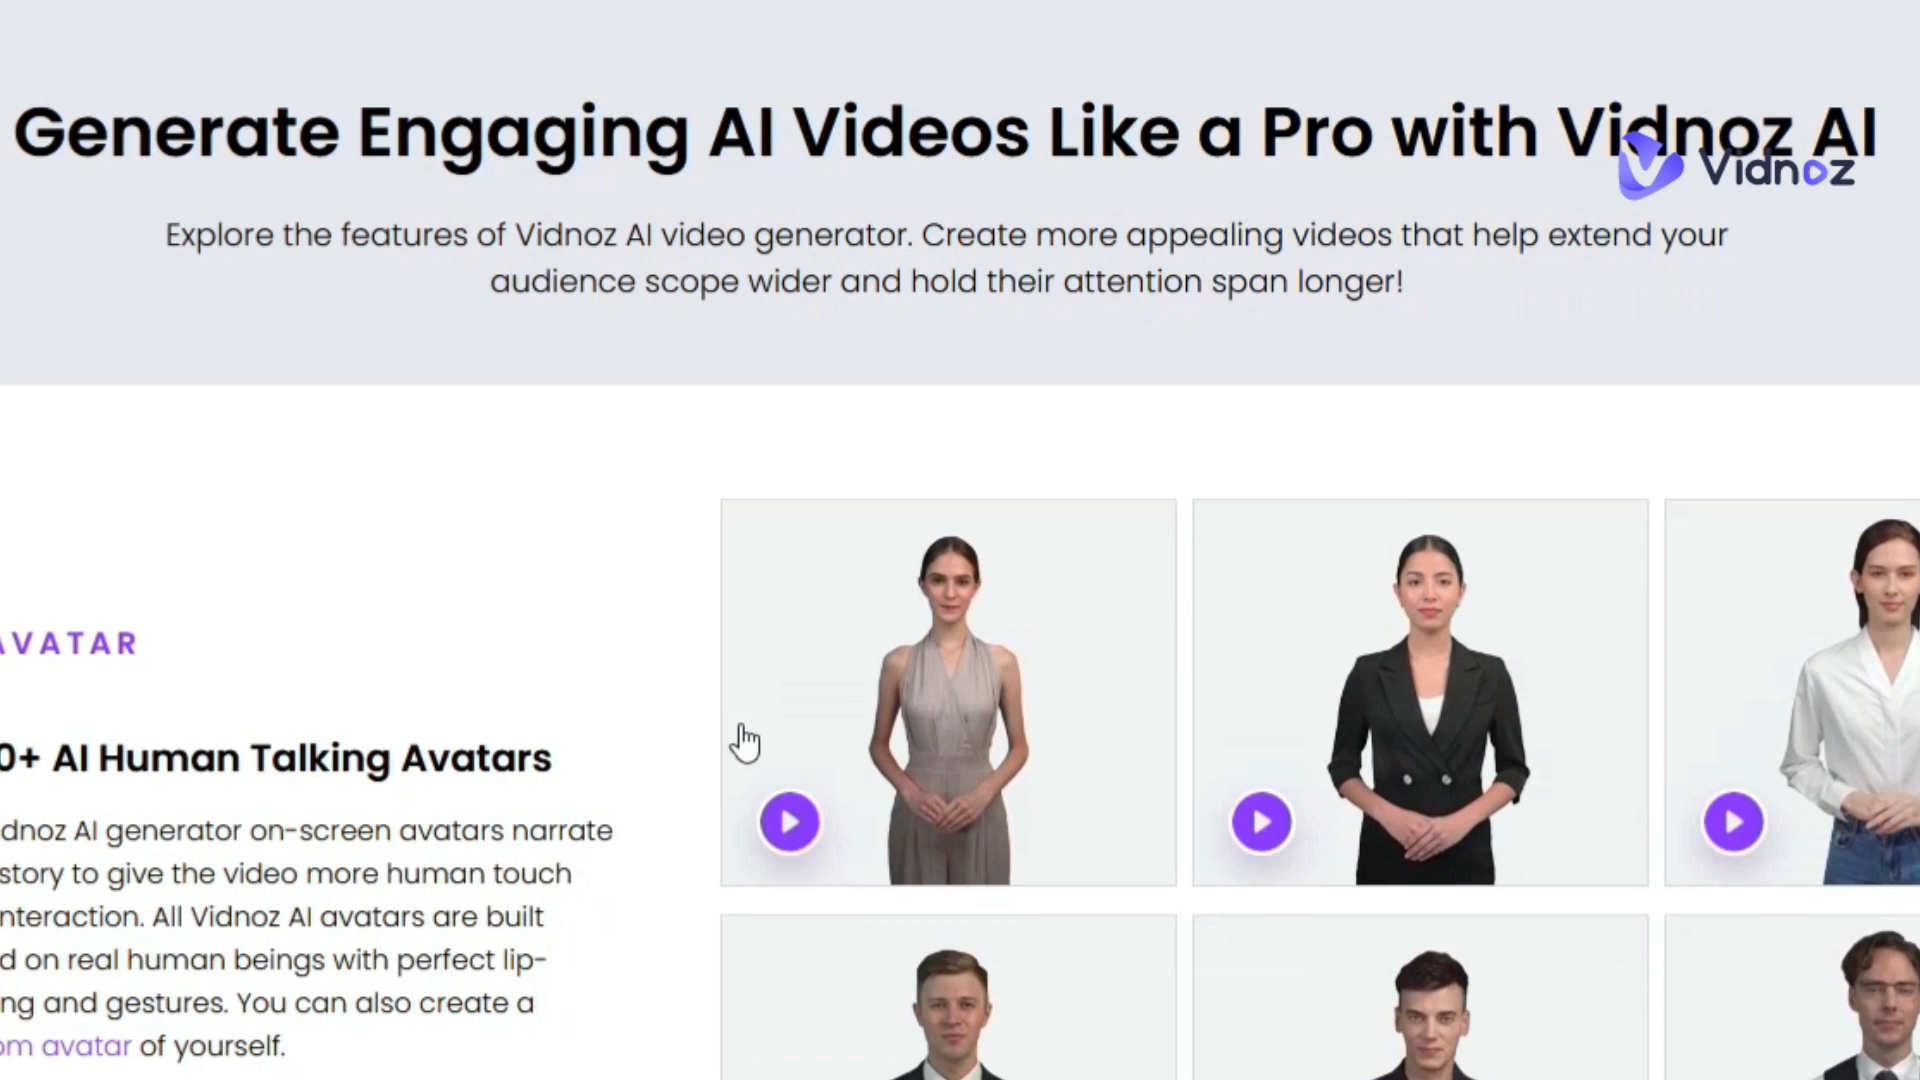 Generate Engaging AI Videos Like a Pro with Vidnoz AI
Vidnoz
Explore the features of Vidnoz AI video generator. Create more appealing videos that help extend your
audience scope wider and hold their attention span longer!
AVATAR
0+ AI Human Talking Avatars
dnoz AI generator on-screen avatars narrate
story to give the video more human touch
nteraction. All Vidnoz AI avatars are built
d on real human beings with perfect lip-
ng and gestures. You can also create a
om avatar of yourself.